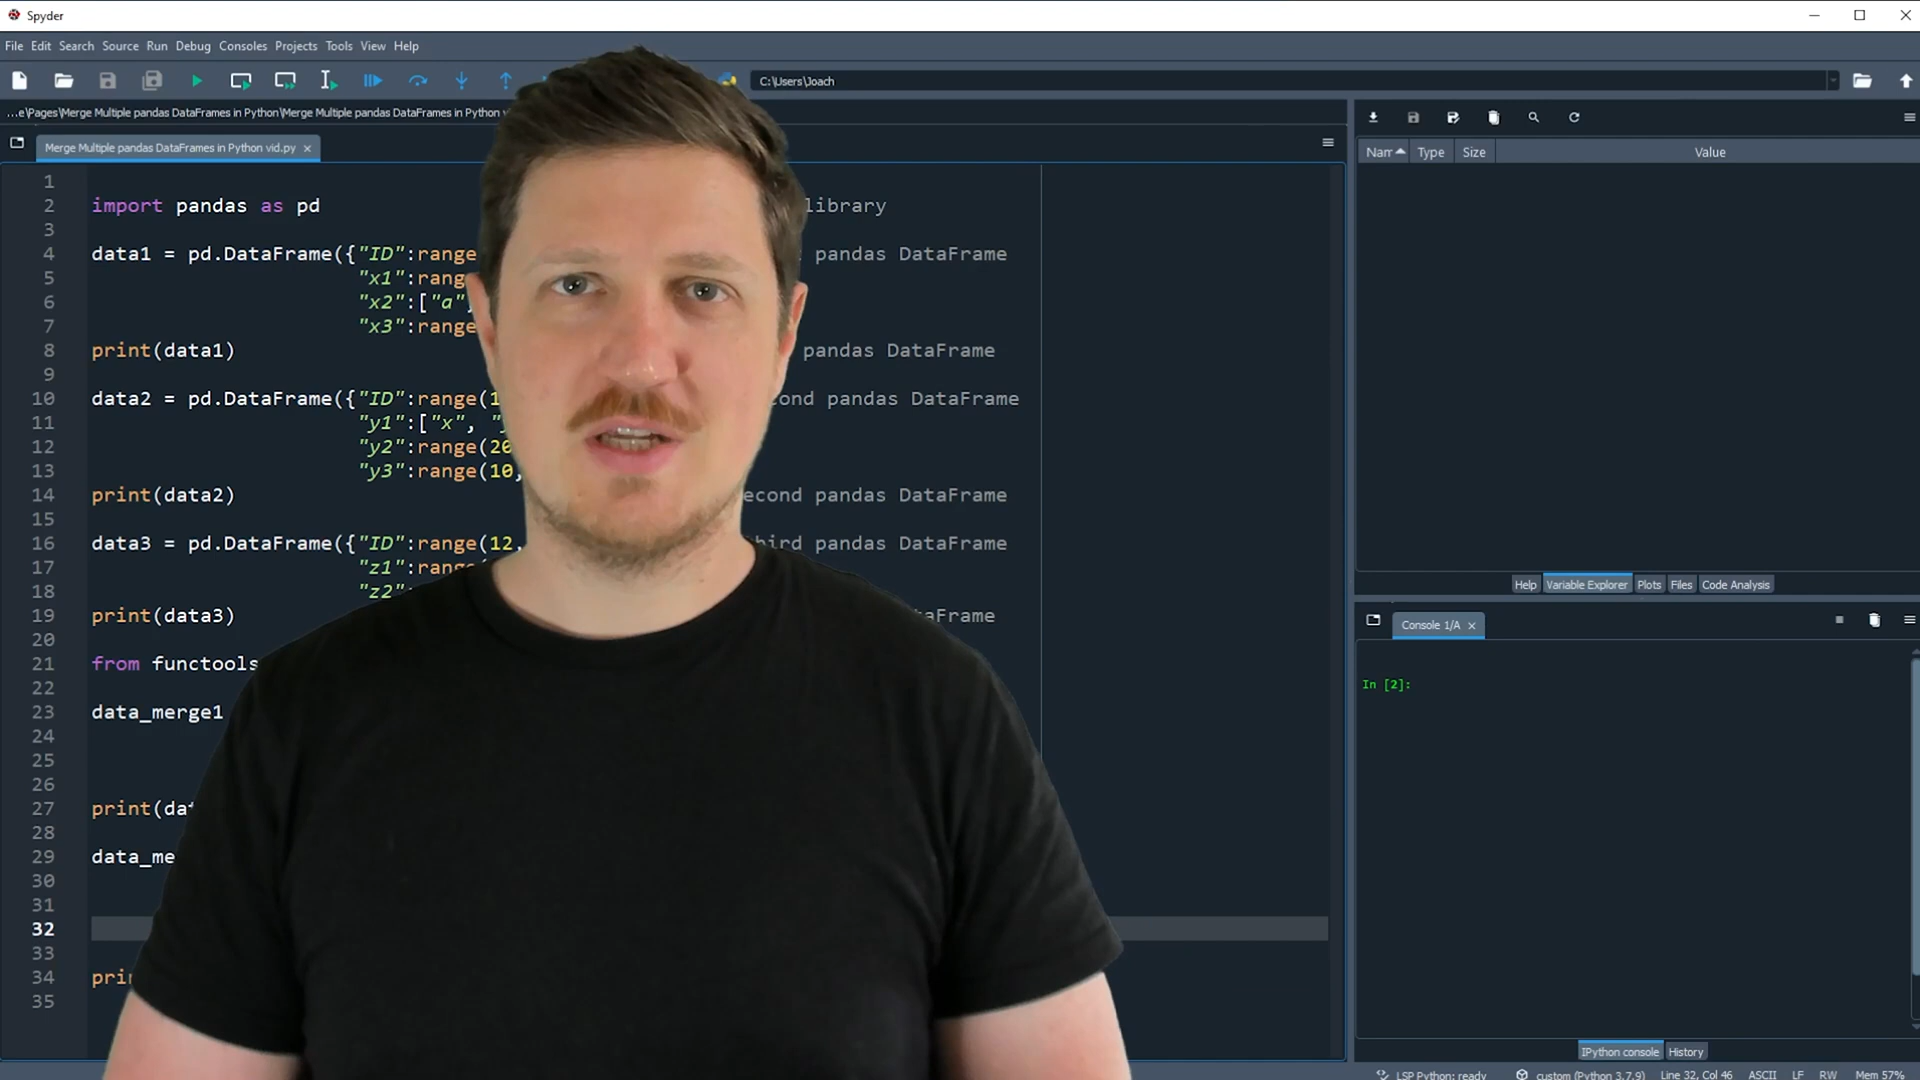 Spyder
File Edit Search Source Run Debug Consoles Projects Tools View Help
C:\Users\Joach
...e\Pages\Merge Multiple pandas DataFrames in Python\Merge Multiple pandas DataFrames in Python
Merge Multiple pandas DataFrames in Python vid.py
1
2 import pandas as pd library
3
4 data1 = pd.DataFrame({"ID":range pandas DataFrame
5 "x1":rang
6 "x2":["a"
7 "x3":range
8 print(data1) pandas DataFrame
9
10 data2 = pd.DataFrame({"ID":range(1 ond pandas DataFrame
11 "y1":["x", "
12 "y2":range(20
13 "y3":range(10,
14 print(data2) econd pandas DataFrame
15
16 data3 = pd.DataFrame({"ID":range(12, hird pandas DataFrame
17 "z1":range
18 "z2":
19 print(data3) aFrame
20
21 from functools
22
23 data_merge1
24
25
26
27 print(dat
28
29 data_me
30
31
32
33
34 prin
35
Type Size Value
Help Variable Explorer Plots Files Code Analysis
Console 1/A
In [2]:
IPython console History
LSP Python: ready custom (Python 3.7.9) Line 32, Col 46 ASCII LF RW Mem 57%